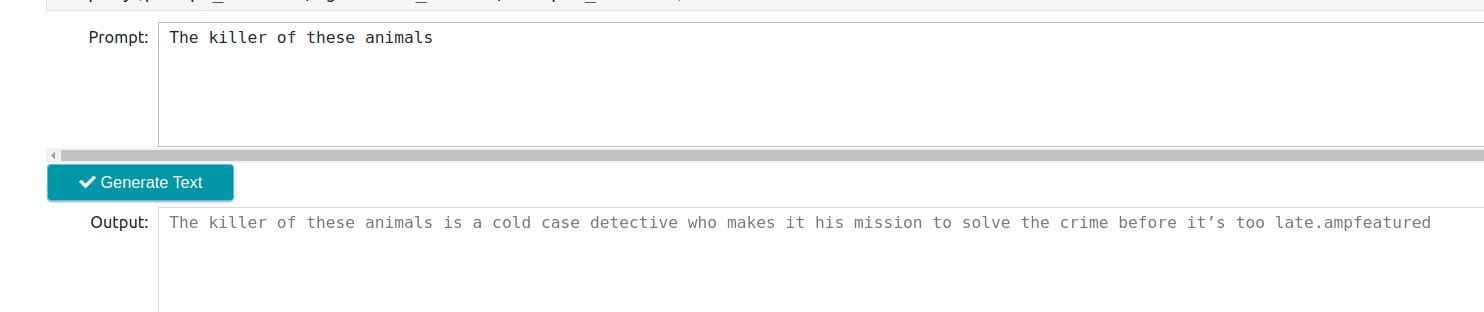 Prompt:
The killer of these animals
Generate Text
Output:
The killer of these animals is a cold case detective who makes it his mission to solve the crime before it’s too late.ampfeatured